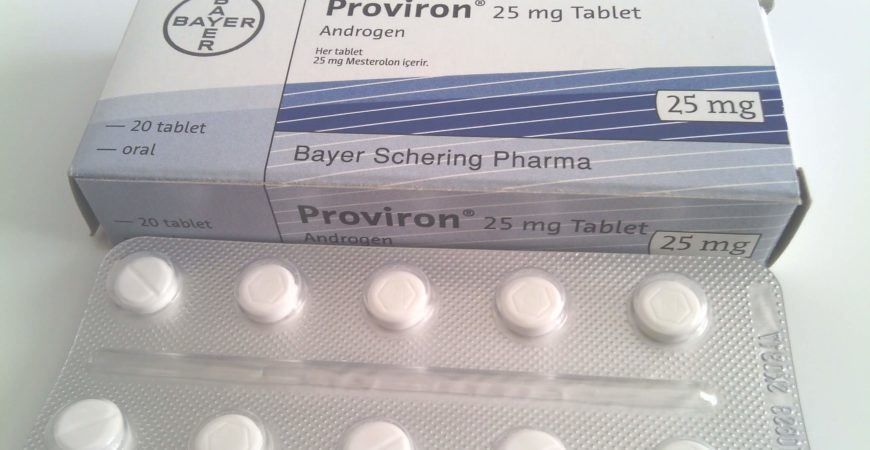 BAYER
BAYER
Proviron® 25 mg Tablet
Androgen
Her tablet
25 mg Mesterolon içerir.
25 mg
20 tablet
oral
Bayer Schering Pharma
20 tablet
Proviron® 25 mg Tablet
Androgen
25 mg